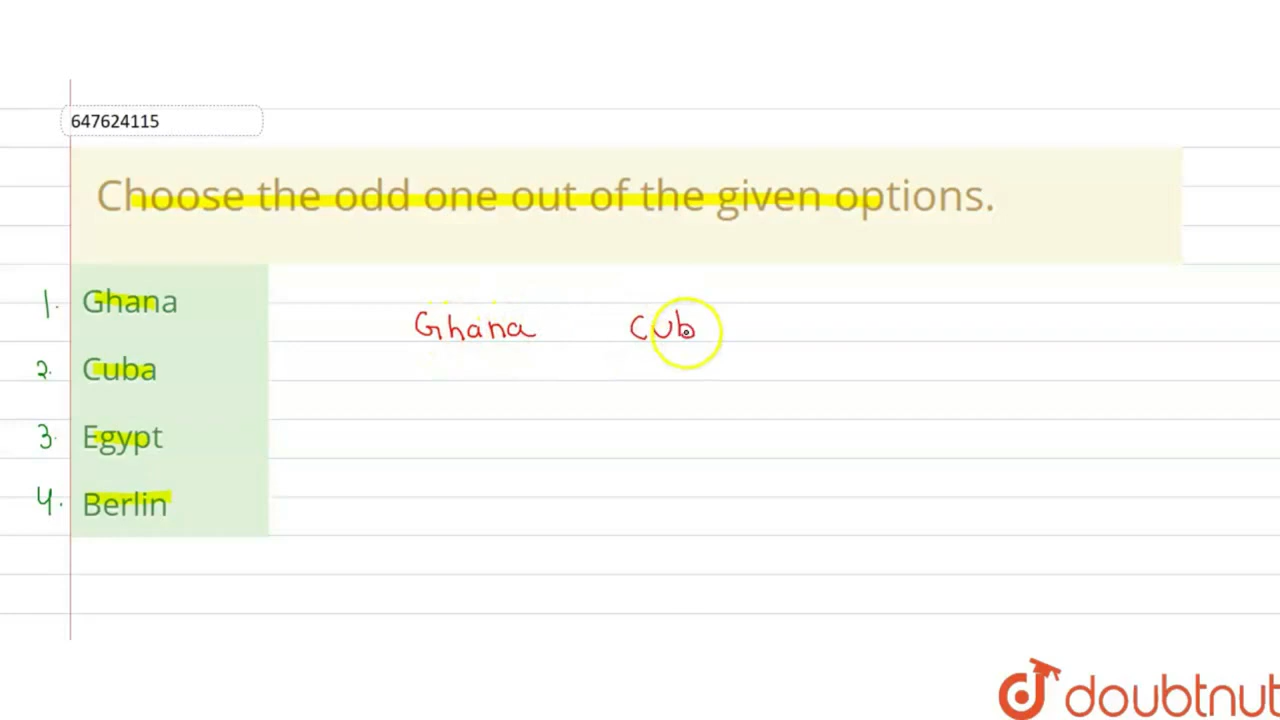 647624115
Choose the odd one out of the given options.
1. Ghana
Ghana Cub
2. Cuba
3. Egypt
4. Berlin
doubtnut